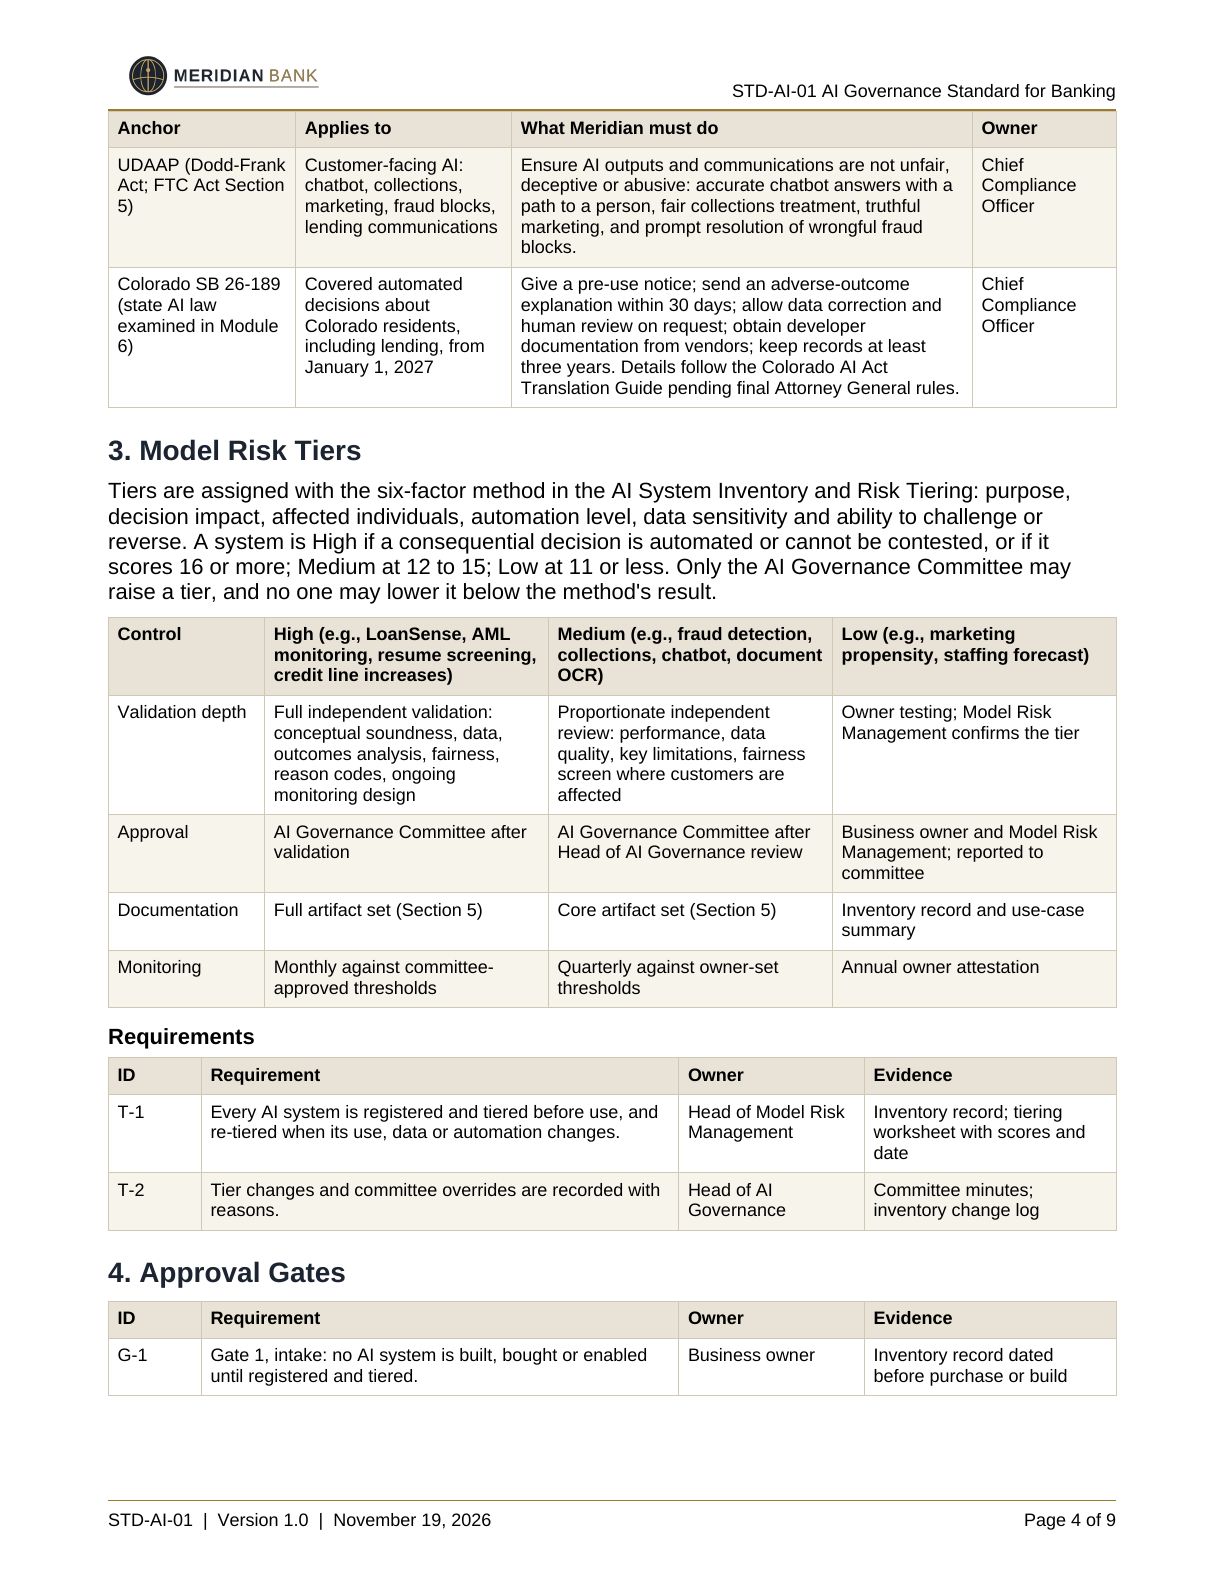 MERIDIAN BANK
STD-AI-01 AI Governance Standard for Banking
Anchor
Applies to
What Meridian must do
Owner
UDAAP (Dodd-Frank
Act; FTC Act Section
5)
Customer-facing AI:
chatbot, collections,
marketing, fraud blocks,
lending communications
Ensure AI outputs and communications are not unfair,
deceptive or abusive: accurate chatbot answers with a
path to a person, fair collections treatment, truthful
marketing, and prompt resolution of wrongful fraud
blocks.
Chief
Compliance
Officer
Colorado SB 26-189
(state AI law
examined in Module
6)
Covered automated
decisions about
Colorado residents,
including lending, from
January 1, 2027
Give a pre-use notice; send an adverse-outcome
explanation within 30 days; allow data correction and
human review on request; obtain developer
documentation from vendors; keep records at least
three years. Details follow the Colorado AI Act
Translation Guide pending final Attorney General rules.
Chief
Compliance
Officer
3. Model Risk Tiers
Tiers are assigned with the six-factor method in the AI System Inventory and Risk Tiering: purpose,
decision impact, affected individuals, automation level, data sensitivity and ability to challenge or
reverse. A system is High if a consequential decision is automated or cannot be contested, or if it
scores 16 or more; Medium at 12 to 15; Low at 11 or less. Only the AI Governance Committee may
raise a tier, and no one may lower it below the method's result.
Control
High (e.g., LoanSense, AML
monitoring, resume screening,
credit line increases)
Medium (e.g., fraud detection,
collections, chatbot, document
OCR)
Low (e.g., marketing
propensity, staffing forecast)
Validation depth
Full independent validation:
conceptual soundness, data,
outcomes analysis, fairness,
reason codes, ongoing
monitoring design
Proportionate independent
review: performance, data
quality, key limitations, fairness
screen where customers are
affected
Owner testing; Model Risk
Management confirms the tier
Approval
AI Governance Committee after
validation
AI Governance Committee after
Head of AI Governance review
Business owner and Model Risk
Management; reported to
committee
Documentation
Full artifact set (Section 5)
Core artifact set (Section 5)
Inventory record and use-case
summary
Monitoring
Monthly against committee-
approved thresholds
Quarterly against owner-set
thresholds
Annual owner attestation
Requirements
ID
Requirement
Owner
Evidence
T-1
Every AI system is registered and tiered before use, and
re-tiered when its use, data or automation changes.
Head of Model Risk
Management
Inventory record; tiering
worksheet with scores and
date
T-2
Tier changes and committee overrides are recorded with
reasons.
Head of AI
Governance
Committee minutes;
inventory change log
4. Approval Gates
ID
Requirement
Owner
Evidence
G-1
Gate 1, intake: no AI system is built, bought or enabled
until registered and tiered.
Business owner
Inventory record dated
before purchase or build
STD-AI-01 | Version 1.0 | November 19, 2026
Page 4 of 9